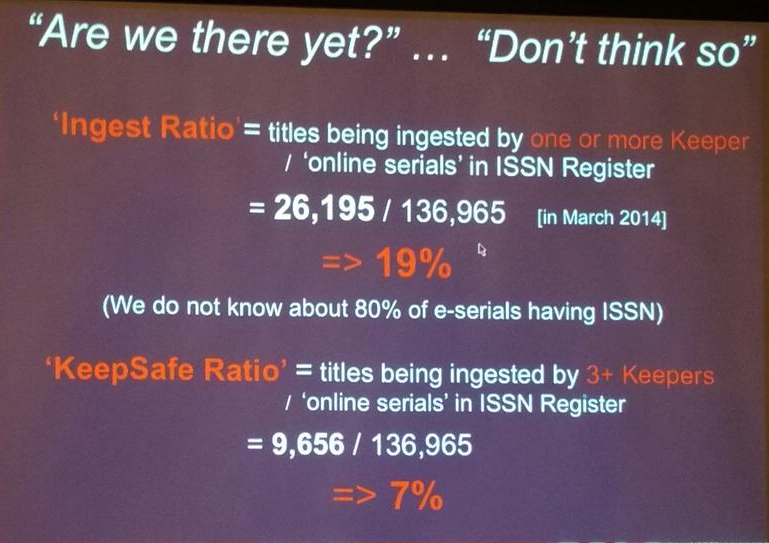 “Are we there yet?” ... “Don’t think so”
‘Ingest Ratio’ = titles being ingested by one or more Keeper
/ ‘online serials’ in ISSN Register
= 26,195 / 136,965 [in March 2014]
=> 19%
(We do not know about 80% of e-serials having ISSN)
‘KeepSafe Ratio’ = titles being ingested by 3+ Keepers
/ ‘online serials’ in ISSN Register
= 9,656 / 136,965
=> 7%